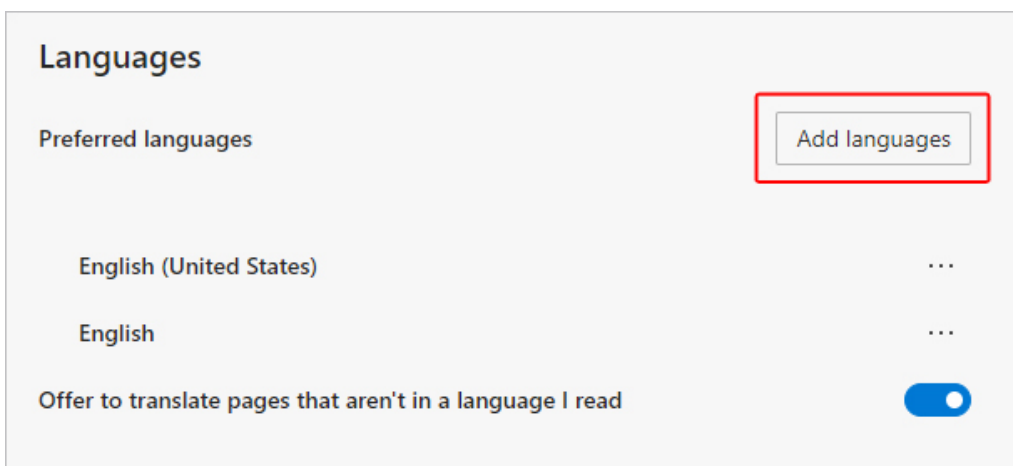 Languages
Preferred languages
Add languages
English (United States)
English
Offer to translate pages that aren't in a language I read